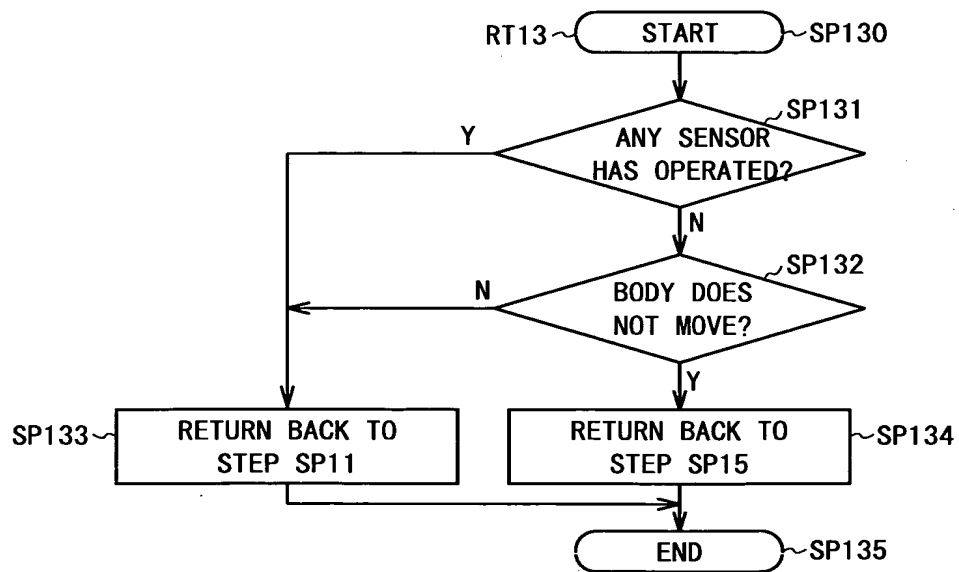 RT13 START SP130
SP131
Y ANY SENSOR
HAS OPERATED?
N
SP132
N BODY DOES
NOT MOVE?
Y
SP133 RETURN BACK TO
STEP SP11
RETURN BACK TO
STEP SP15 SP134
END SP135